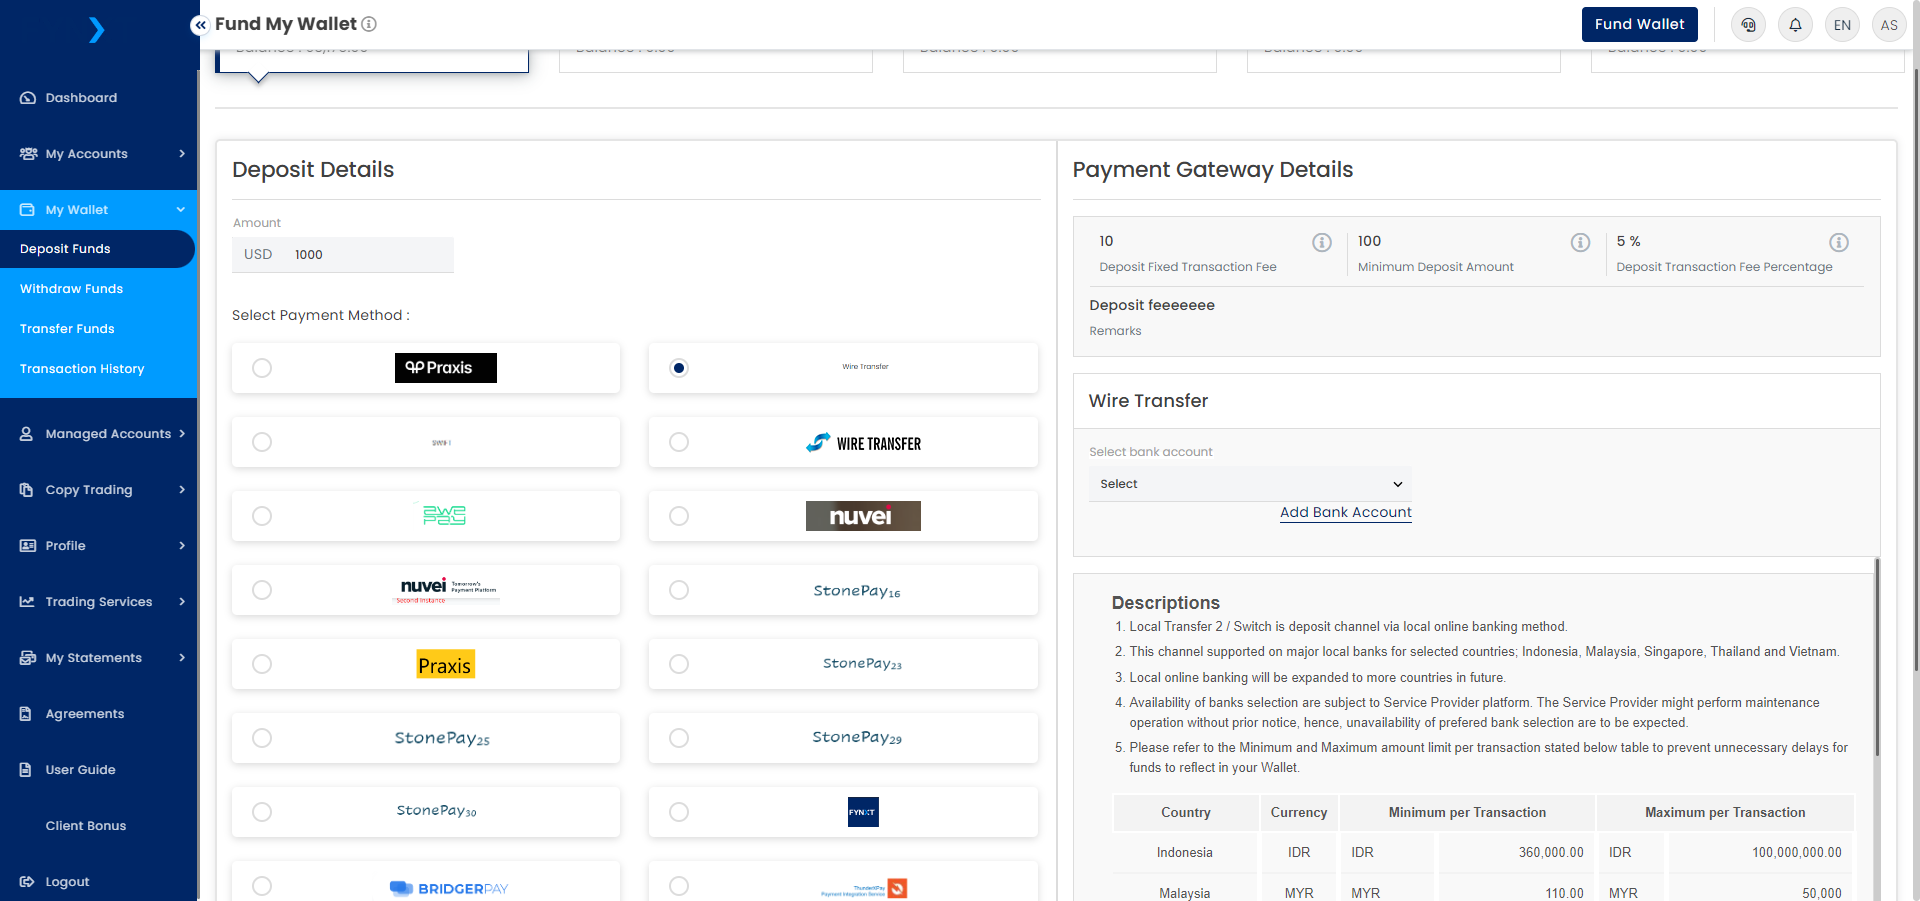 Fund My Wallet
Fund Wallet
EN
AS
Dashboard
My Accounts
My Wallet
Deposit Funds
Withdraw Funds
Transfer Funds
Transaction History
Managed Accounts
Copy Trading
Profile
Trading Services
My Statements
Agreements
User Guide
Client Bonus
Logout
Deposit Details
Amount
USD 1000
Select Payment Method :
Praxis
Wire Transfer
WIRE TRANSFER
nuvei
nuvei Tomorrow's Payment Platform
Second Instance
StonePay16
Praxis
StonePay23
StonePay25
StonePay29
StonePay30
FYNXT
BRIDGERPAY
ThunderXPay
Payment Integration Service
Payment Gateway Details
10
Deposit Fixed Transaction Fee
100
Minimum Deposit Amount
5 %
Deposit Transaction Fee Percentage
Deposit feeeeeee
Remarks
Wire Transfer
Select bank account
Select
Add Bank Account
Descriptions
1. Local Transfer 2 / Switch is deposit channel via local online banking method.
2. This channel supported on major local banks for selected countries; Indonesia, Malaysia, Singapore, Thailand and Vietnam.
3. Local online banking will be expanded to more countries in future.
4. Availability of banks selection are subject to Service Provider platform. The Service Provider might perform maintenance
operation without prior notice, hence, unavailability of prefered bank selection are to be expected.
5. Please refer to the Minimum and Maximum amount limit per transaction stated below table to prevent unnecessary delays for
funds to reflect in your Wallet.
Country Currency Minimum per Transaction Maximum per Transaction
Indonesia IDR IDR 360,000.00 IDR 100,000,000.00
Malaysia MYR MYR 110.00 MYR 50,000